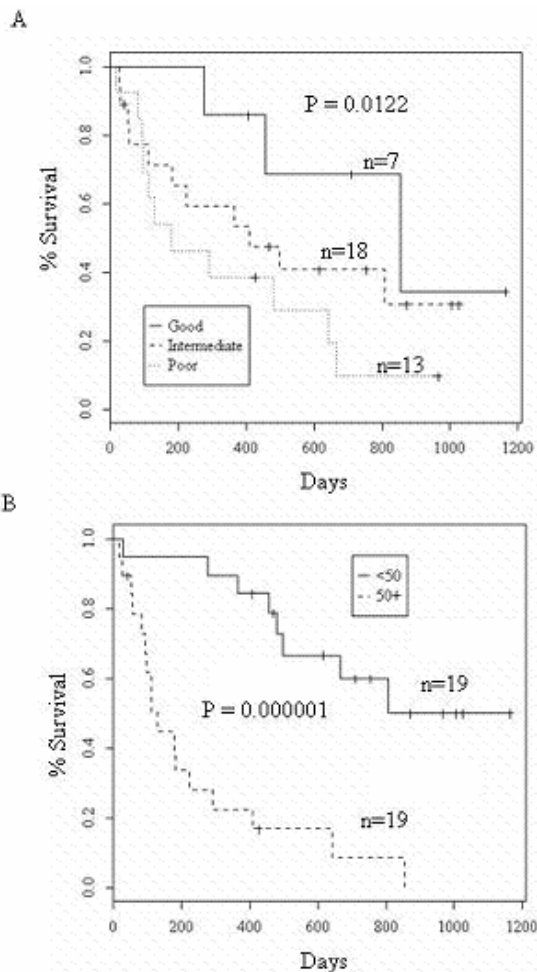 A
% Survival
1.0
0.8
0.6
0.4
0.2
0.0
P = 0.0122
n=7
n=18
n=13
Good
Intermediate
Poor
0 200 400 600 800 1000 1200
Days
B
% Survival
1.0
0.8
0.6
0.4
0.2
0.0
<50
50+
P = 0.000001
n=19
n=19
0 200 400 600 800 1000 1200
Days